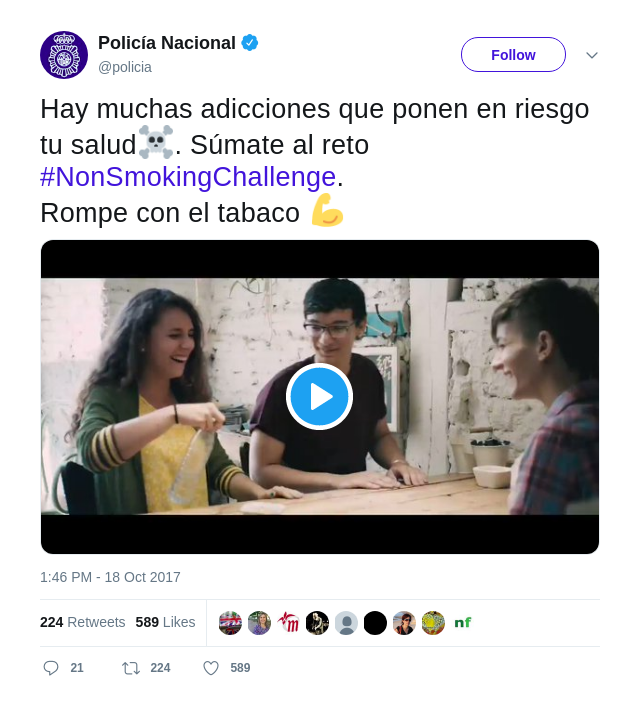 Policía Nacional
@policia
Follow
Hay muchas adicciones que ponen en riesgo
tu salud☠️. Súmate al reto
#NonSmokingChallenge.
Rompe con el tabaco 💪
1:46 PM - 18 Oct 2017
224 Retweets 589 Likes
m
nf
21 224 589